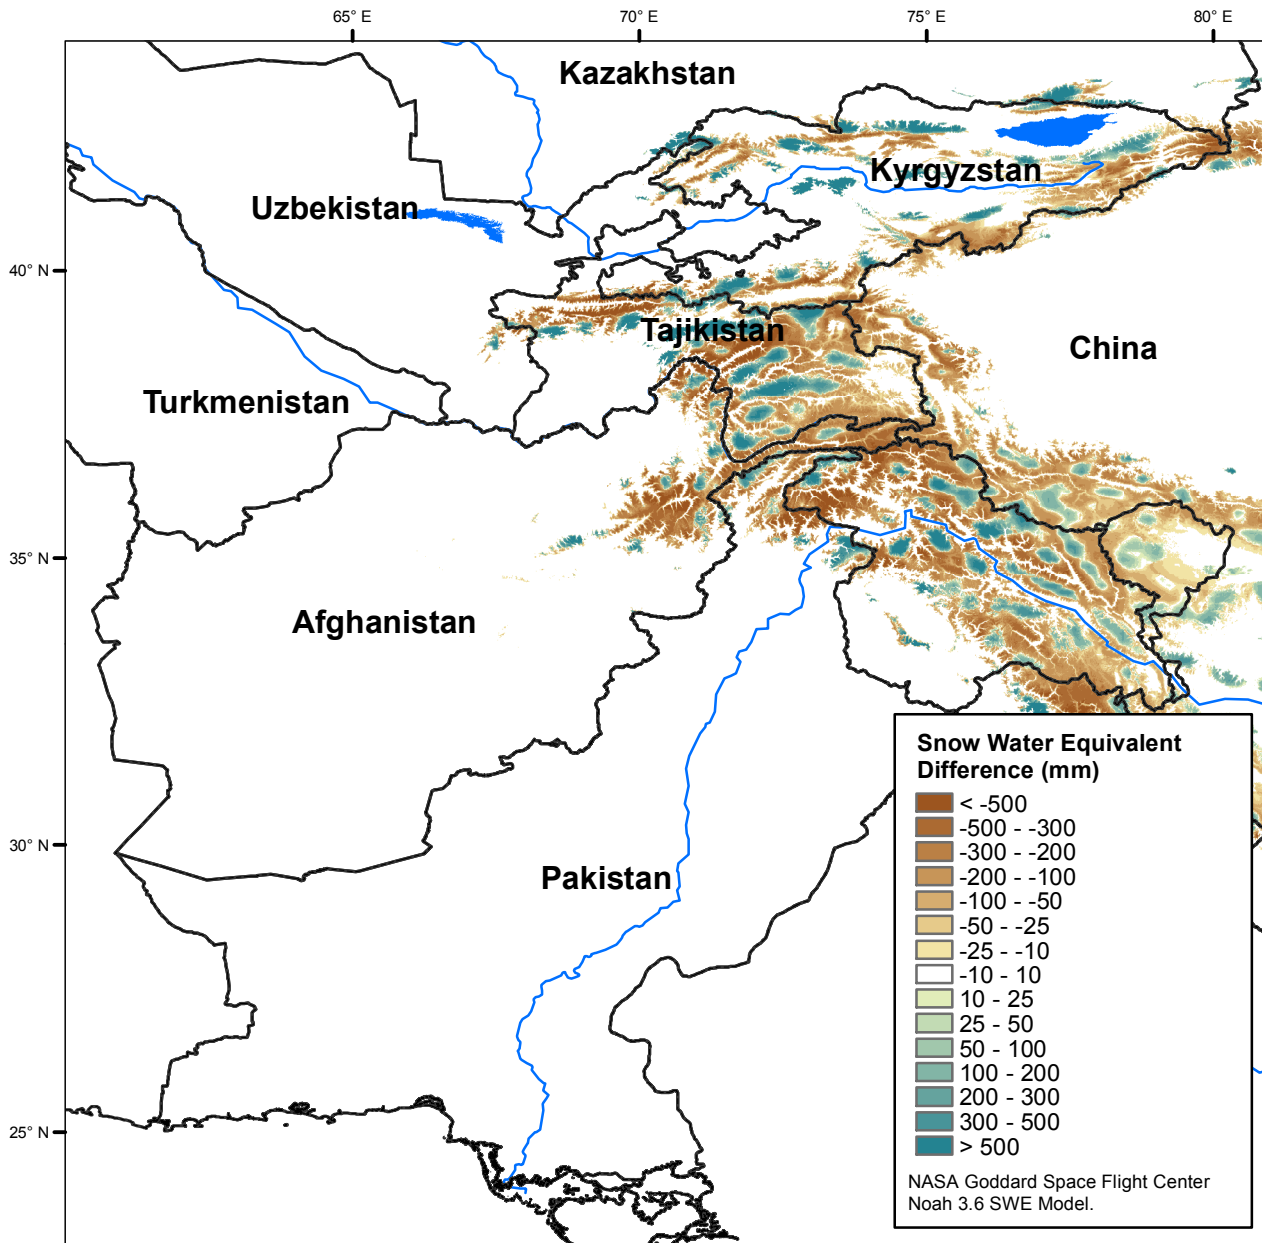 65° E
70° E
75° E
80° E
Kazakhstan
Kyrgyzstan
Uzbekistan
40° N
Tajikistan
China
Turkmenistan
35° N
Afghanistan
30° N
Pakistan
25° N
Snow Water Equivalent
Difference (mm)
< -500
-500 - -300
-300 - -200
-200 - -100
-100 - -50
-50 - -25
-25 - -10
-10 - 10
10 - 25
25 - 50
50 - 100
100 - 200
200 - 300
300 - 500
> 500
NASA Goddard Space Flight Center
Noah 3.6 SWE Model.